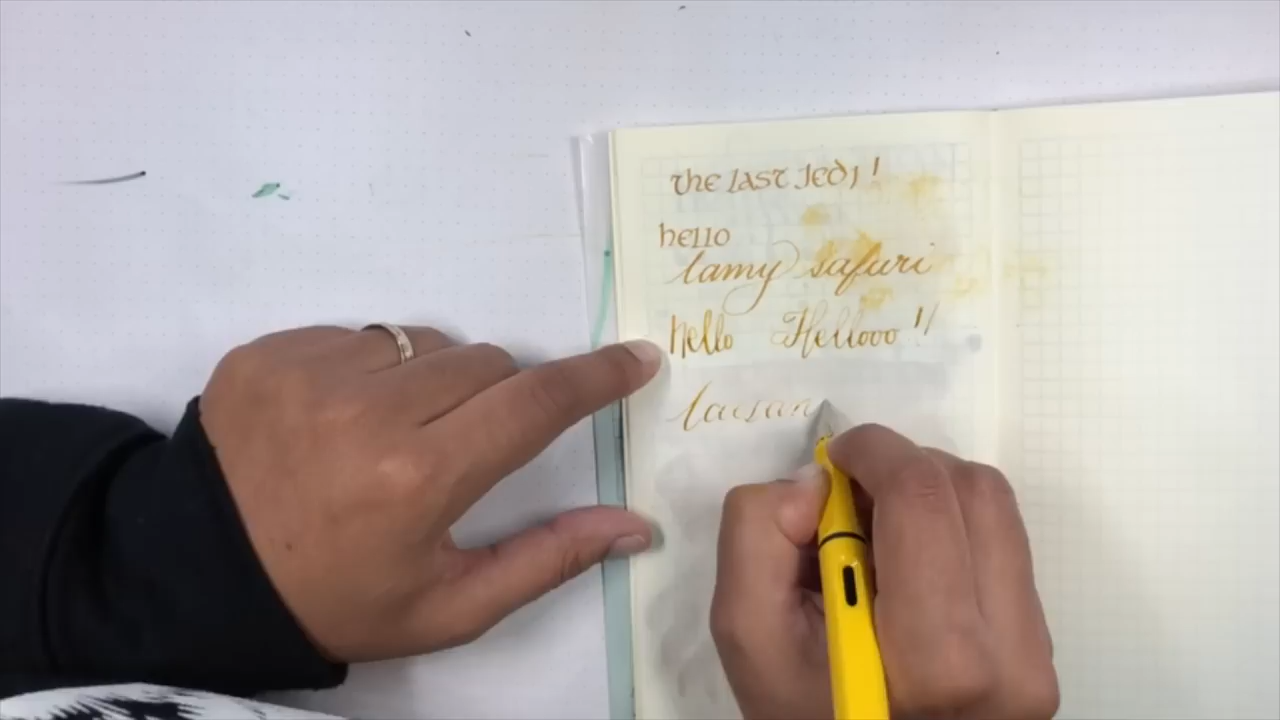 the last Jedi!
hello
lamy safari
hello Hellooo!!